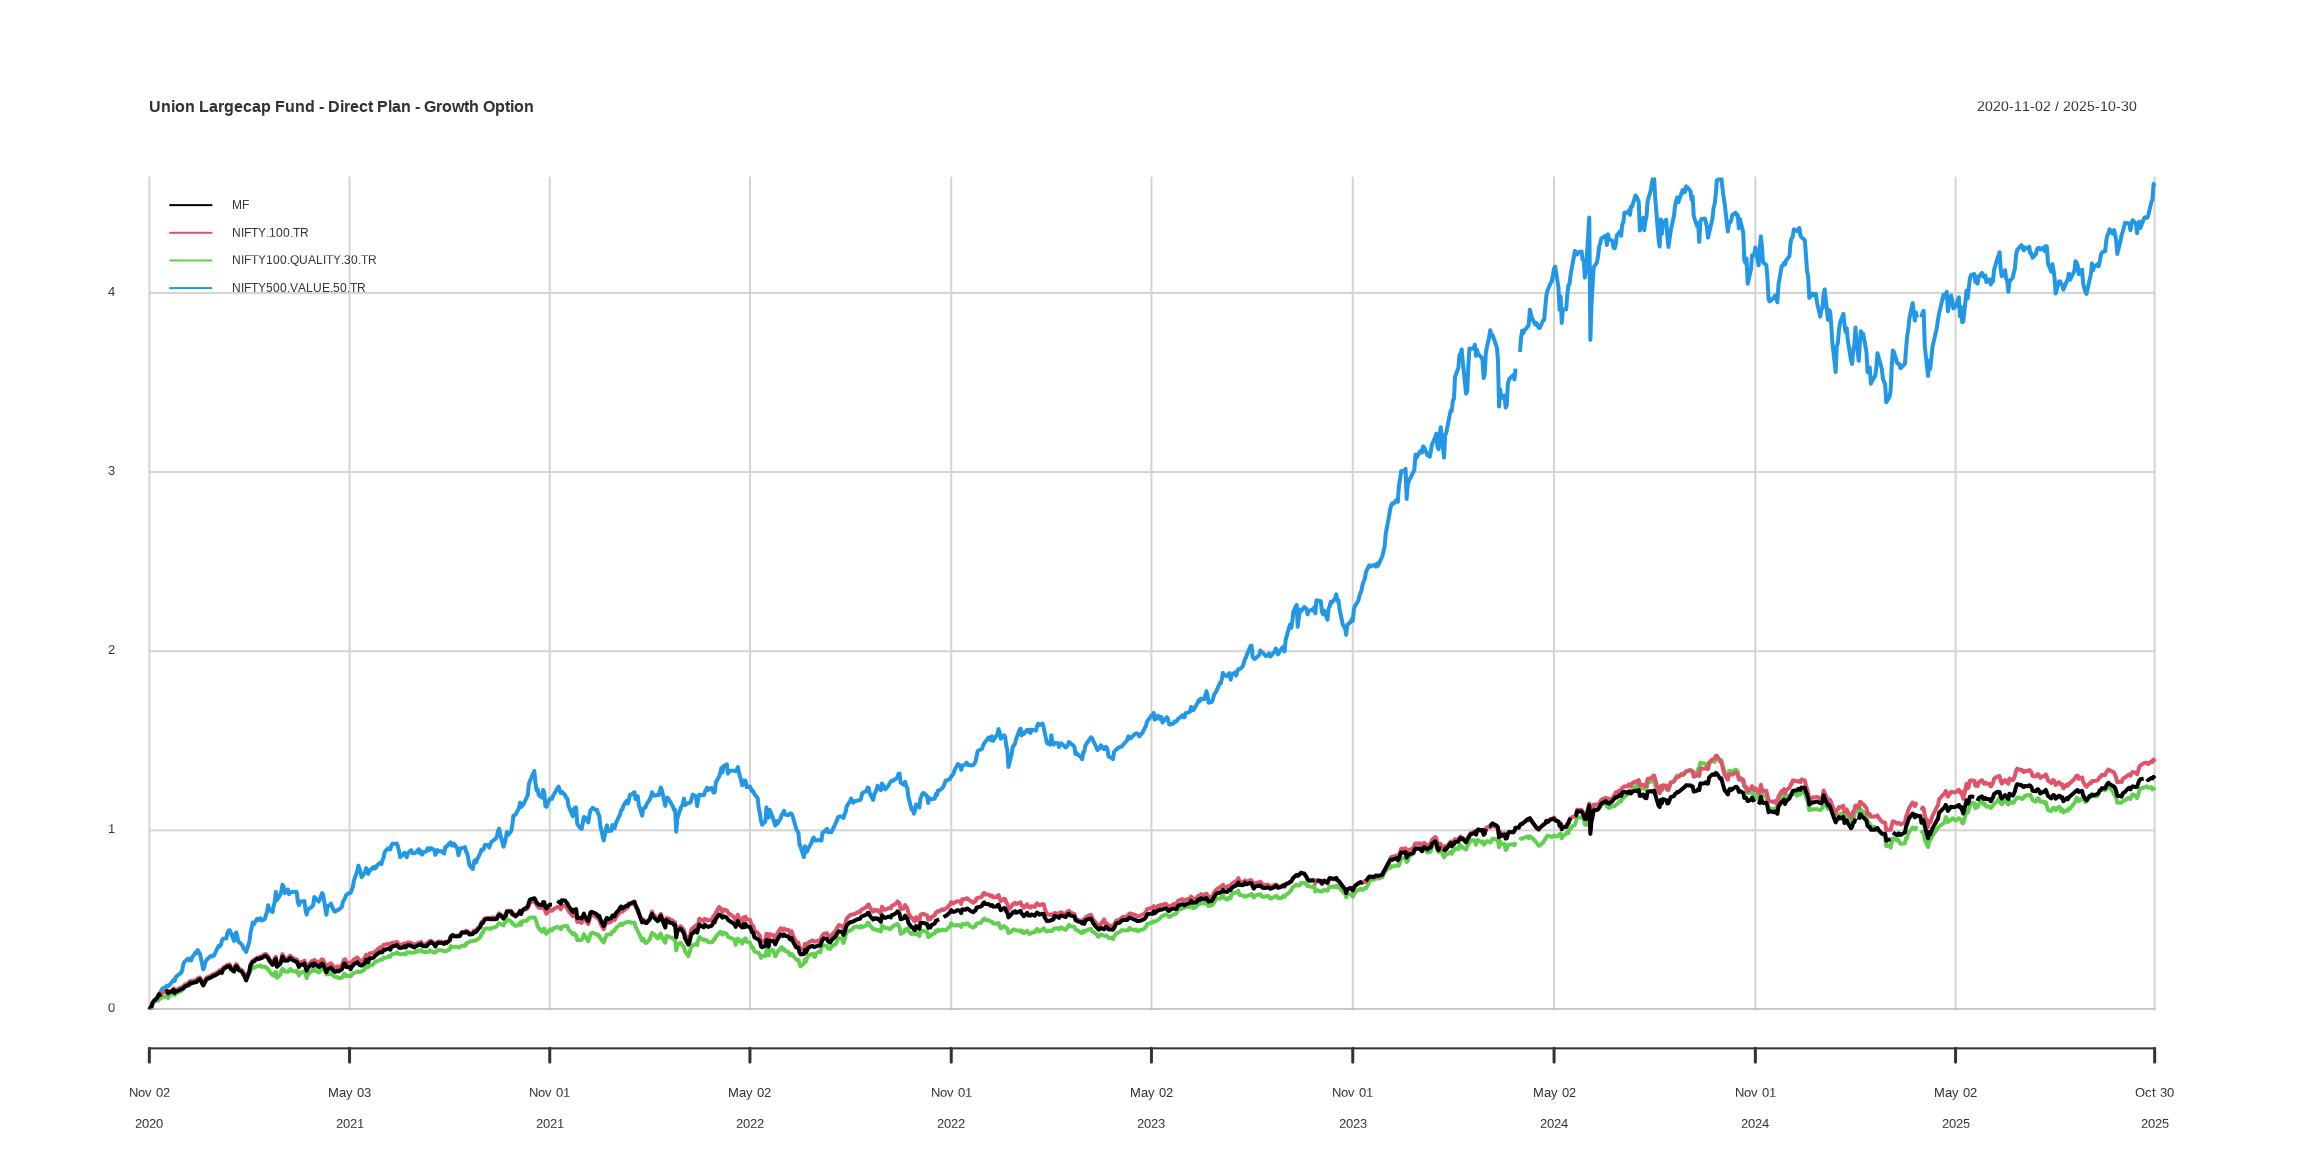 Union Largecap Fund - Direct Plan - Growth Option
2020-11-02 / 2025-10-30
MF
NIFTY.100.TR
NIFTY100.QUALITY.30.TR
NIFTY500.VALUE.50.TR
4
3
2
1
0
Nov 02 May 03 Nov 01 May 02 Nov 01 May 02 Nov 01 May 02 Nov 01 May 02 Oct 30
2020 2021 2021 2022 2022 2023 2023 2024 2024 2025 2025